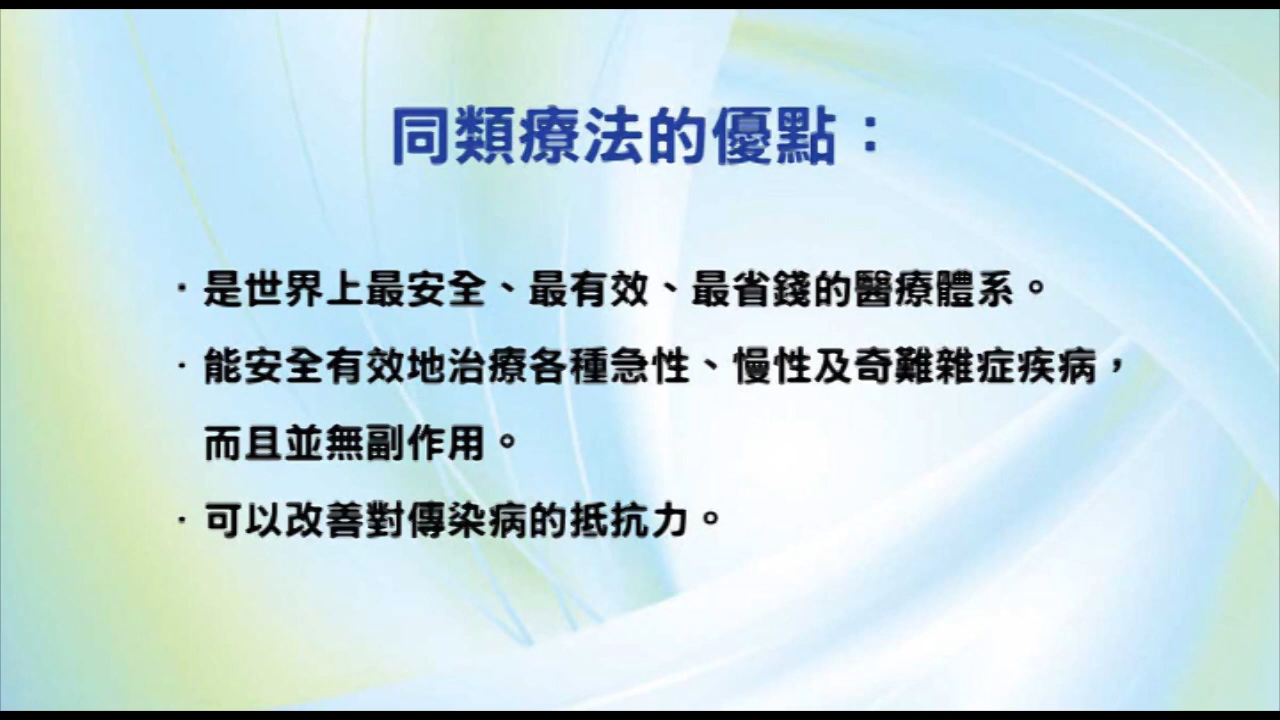 同類療法的優點：
· 是世界上最安全、最有效、最省錢的醫療體系。
· 能安全有效地治療各種急性、慢性及奇難雜症疾病，
而且並無副作用。
· 可以改善對傳染病的抵抗力。